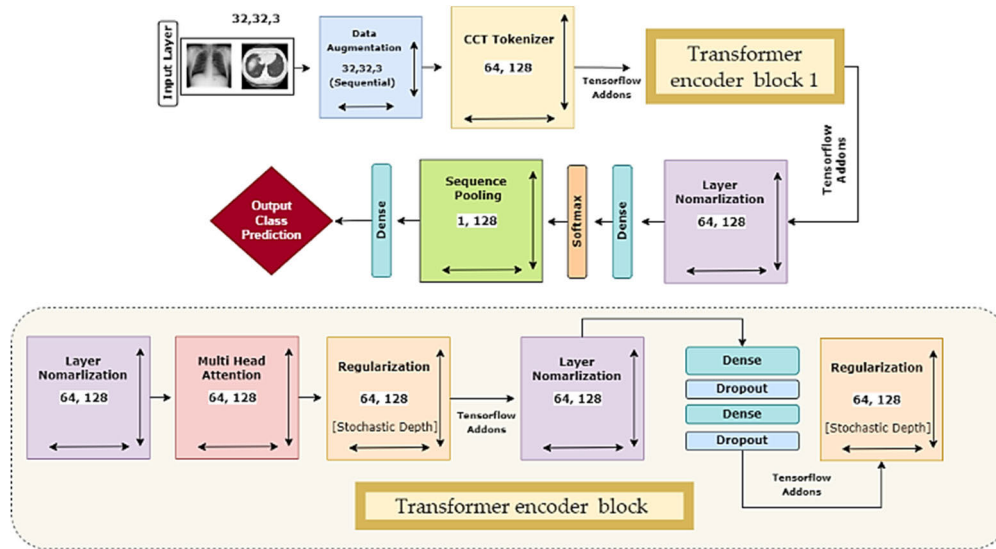 32,32,3
Input Layer
Data
Augmentation
32,32,3
(Sequential)
CCT Tokenizer
64, 128
Tensorflow
Addons
Transformer
encoder block 1
Tensorflow
Addons
Layer
Nomarlization
64, 128
Dense
Softmax
Sequence
Pooling
1, 128
Dense
Output
Class
Prediction
Layer
Nomarlization
64, 128
Multi Head
Attention
64, 128
Regularization
64, 128
[Stochastic Depth]
Tensorflow
Addons
Layer
Nomarlization
64, 128
Dense
Dropout
Dense
Dropout
Tensorflow
Addons
Regularization
64, 128
[Stochastic Depth]
Transformer encoder block